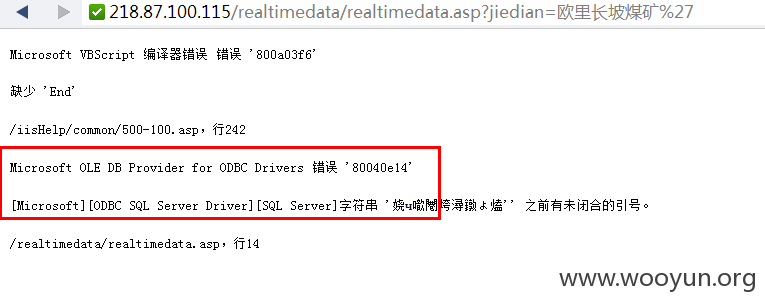 218.87.100.115/realtimedata/realtimedata.asp?jiedian=欧里长坡煤矿%27
Microsoft VBScript 编译器错误 错误 '800a03f6'
缺少 'End'
/iisHelp/common/500-100.asp，行242
Microsoft OLE DB Provider for ODBC Drivers 错误 '80040e14'
[Microsoft][ODBC SQL Server Driver][SQL Server]字符串 ' '' 之前有未闭合的引号。
/realtimedata/realtimedata.asp，行14
www.wooyun.org